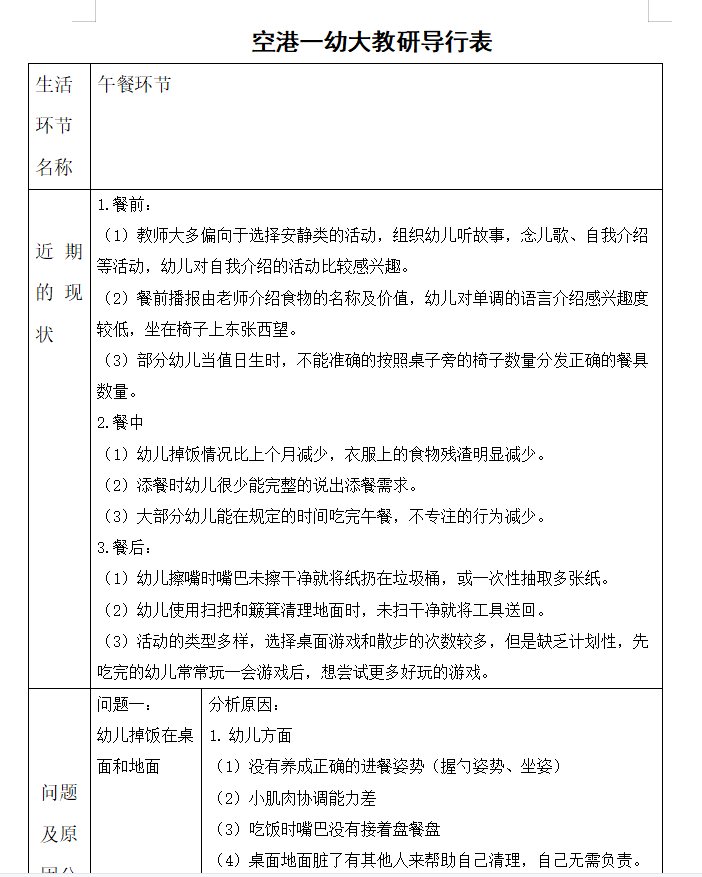 空港一幼大教研导行表
生活
环节
名称
午餐环节
近期
的现
状
1.餐前：
（1）教师大多偏向于选择安静类的活动，组织幼儿听故事，念儿歌、自我介绍
等活动，幼儿对自我介绍的活动比较感兴趣。
（2）餐前播报由老师介绍食物的名称及价值，幼儿对单调的语言介绍感兴趣度
较低，坐在椅子上东张西望。
（3）部分幼儿当值日生时，不能准确的按照桌子旁的椅子数量分发正确的餐具
数量。
2.餐中
（1）幼儿掉饭情况比上个月减少，衣服上的食物残渣明显减少。
（2）添餐时幼儿很少能完整的说出添餐需求。
（3）大部分幼儿能在规定的时间吃完午餐，不专注的行为减少。
3.餐后：
（1）幼儿擦嘴时嘴巴未擦干净就将纸扔在垃圾桶，或一次性抽取多张纸。
（2）幼儿使用扫把和簸箕清理地面时，未扫干净就将工具送回。
（3）活动的类型多样，选择桌面游戏和散步的次数较多，但是缺乏计划性，先
吃完的幼儿常常玩一会游戏后，想尝试更多好玩的游戏。
问题
及原
问题一：
幼儿掉饭在桌
面和地面
分析原因：
1. 幼儿方面
（1）没有养成正确的进餐姿势（握勺姿势、坐姿）
（2）小肌肉协调能力差
（3）吃饭时嘴巴没有接着盘餐盘
（4）桌面地面脏了有其他人来帮助自己清理，自己无需负责。